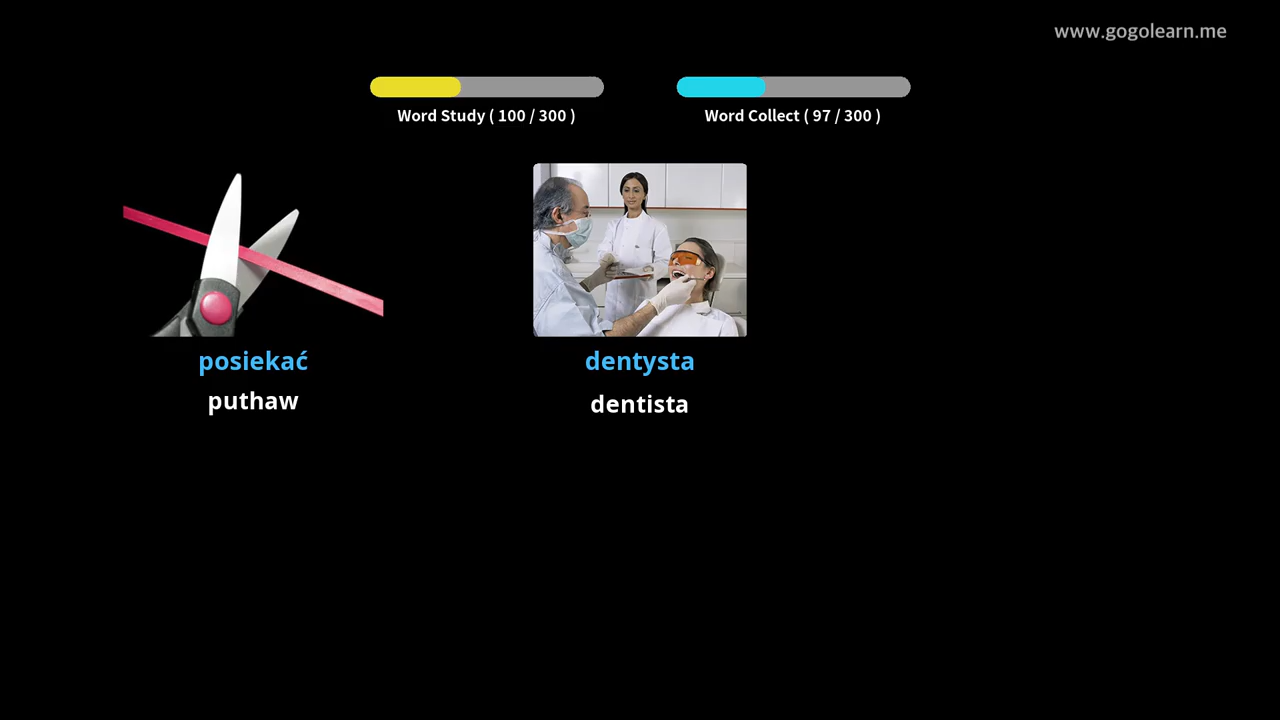 www.gogolearn.me
Word Study ( 100 / 300 )
Word Collect ( 97 / 300 )
posiekać
puthaw
dentysta
dentista